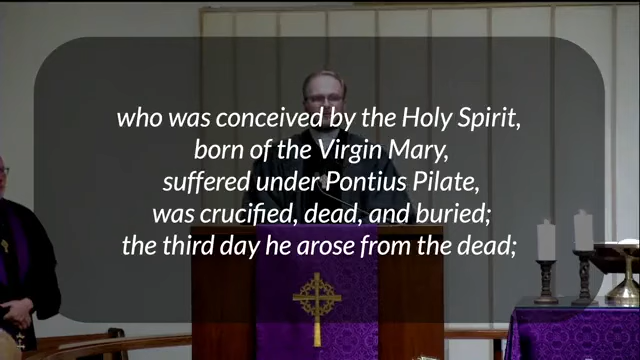 who was conceived by the Holy Spirit,
born of the Virgin Mary,
suffered under Pontius Pilate,
was crucified, dead, and buried;
the third day he arose from the dead;